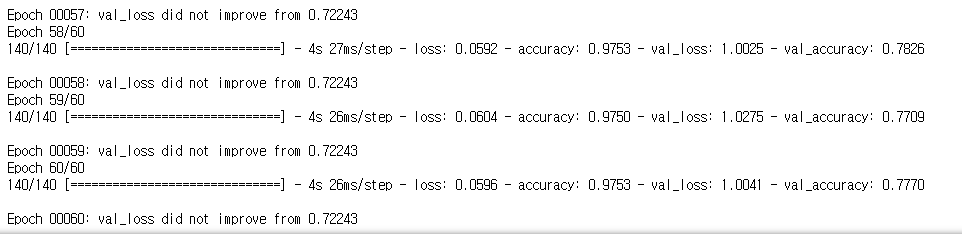 Epoch 00057: val_loss did not improve from 0.72243
Epoch 58/60
140/140 [==============================] - 4s 27ms/step - loss: 0.0592 - accuracy: 0.9753 - val_loss: 1.0025 - val_accuracy: 0.7826
Epoch 00058: val_loss did not improve from 0.72243
Epoch 59/60
140/140 [==============================] - 4s 26ms/step - loss: 0.0604 - accuracy: 0.9750 - val_loss: 1.0275 - val_accuracy: 0.7709
Epoch 00059: val_loss did not improve from 0.72243
Epoch 60/60
140/140 [==============================] - 4s 26ms/step - loss: 0.0596 - accuracy: 0.9753 - val_loss: 1.0041 - val_accuracy: 0.7770
Epoch 00060: val_loss did not improve from 0.72243